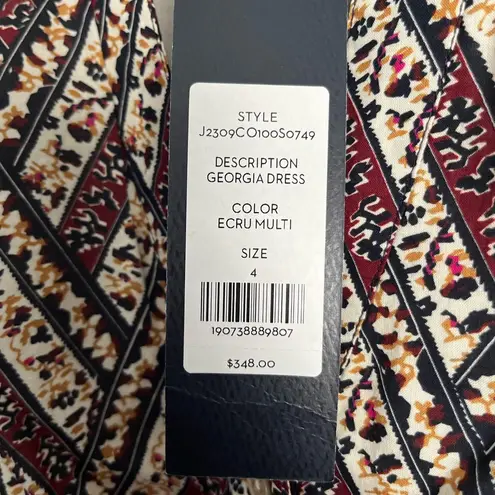 STYLE
J2309CO100S0749
DESCRIPTION
GEORGIA DRESS
COLOR
ECRU MULTI
SIZE
4
190738889807
$348.00